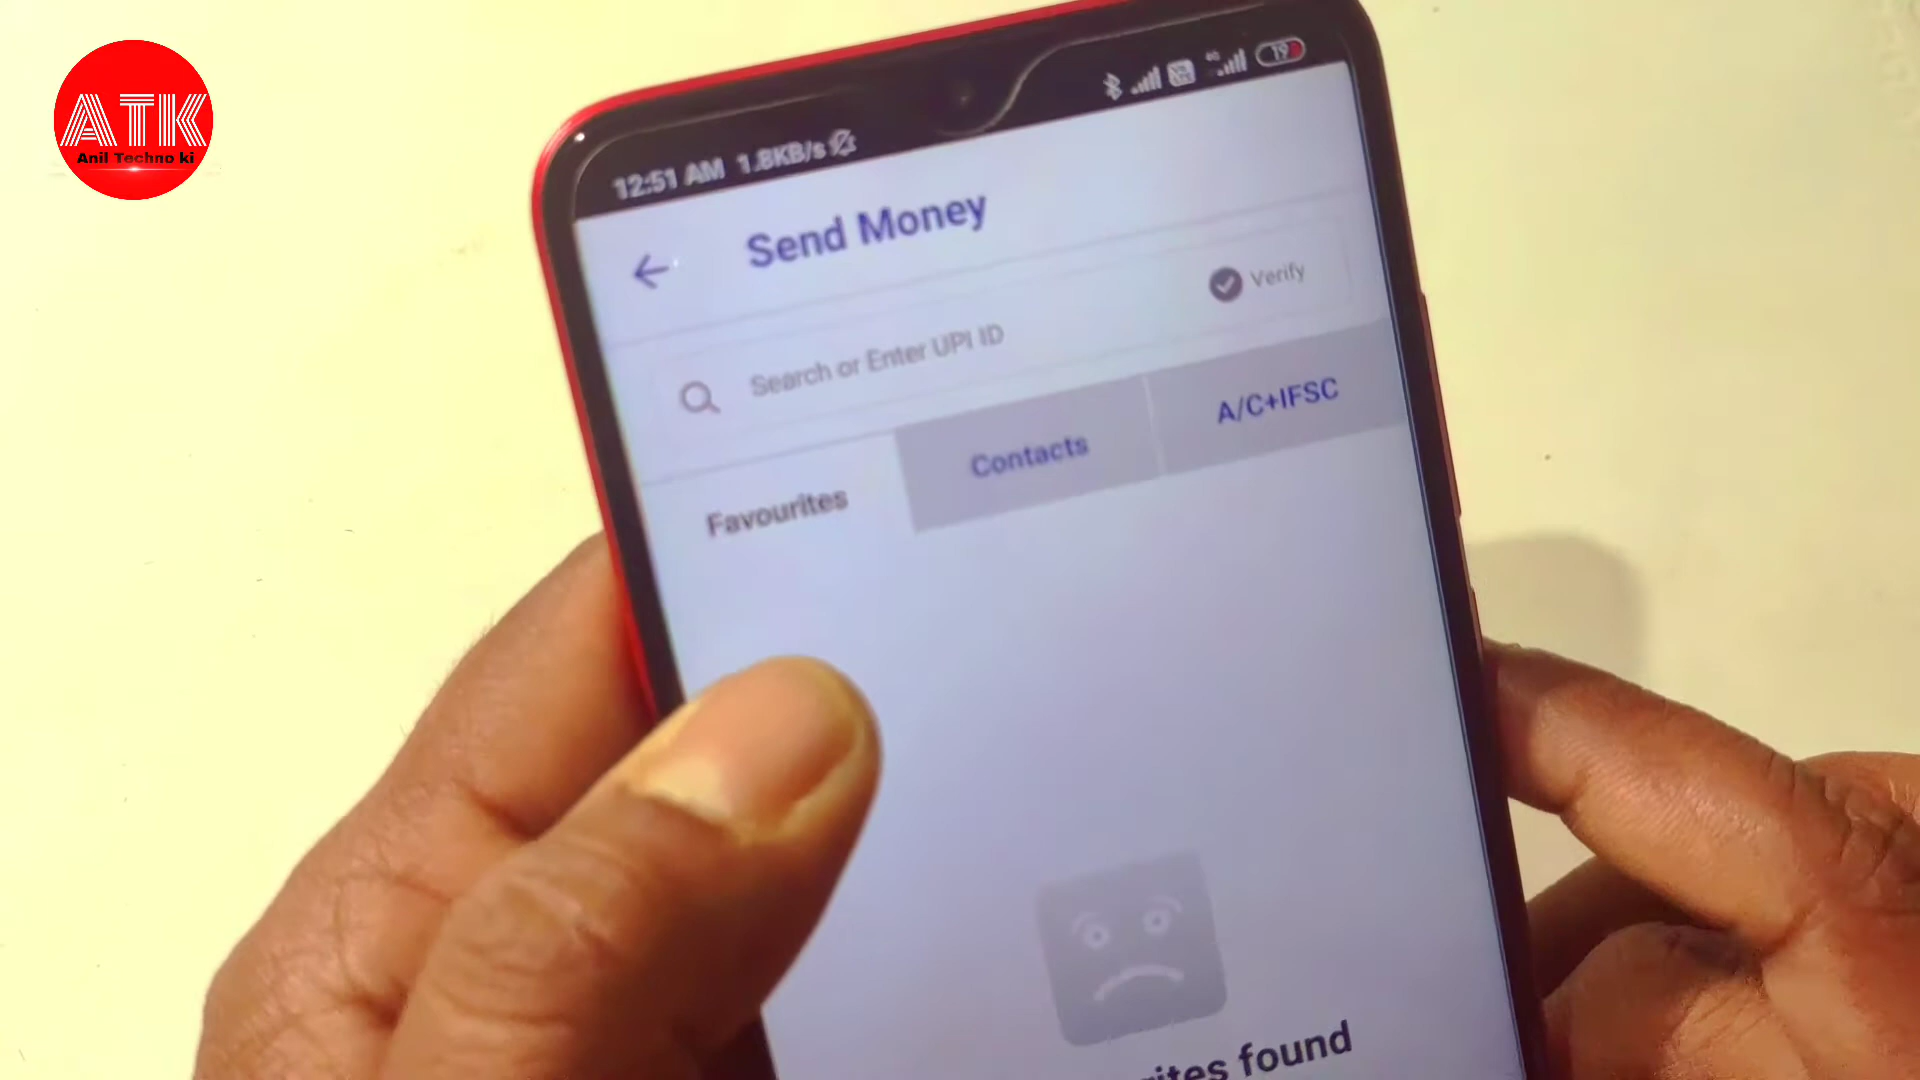 ATK
Anil Techno ki
12:51 AM 1.8KB/s
19
Send Money
Verify
Search or Enter UPI ID
Favourites
Contacts
A/C+IFSC
found